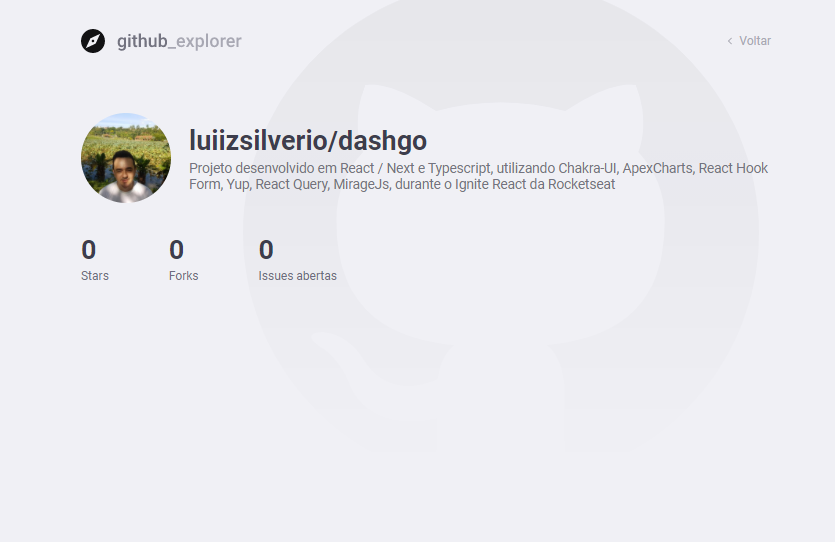 github_explorer
Voltar
luiizsilverio/dashgo
Projeto desenvolvido em React / Next e Typescript, utilizando Chakra-UI, ApexCharts, React Hook
Form, Yup, React Query, MirageJs, durante o Ignite React da Rocketseat
0 0 0
Stars Forks Issues abertas